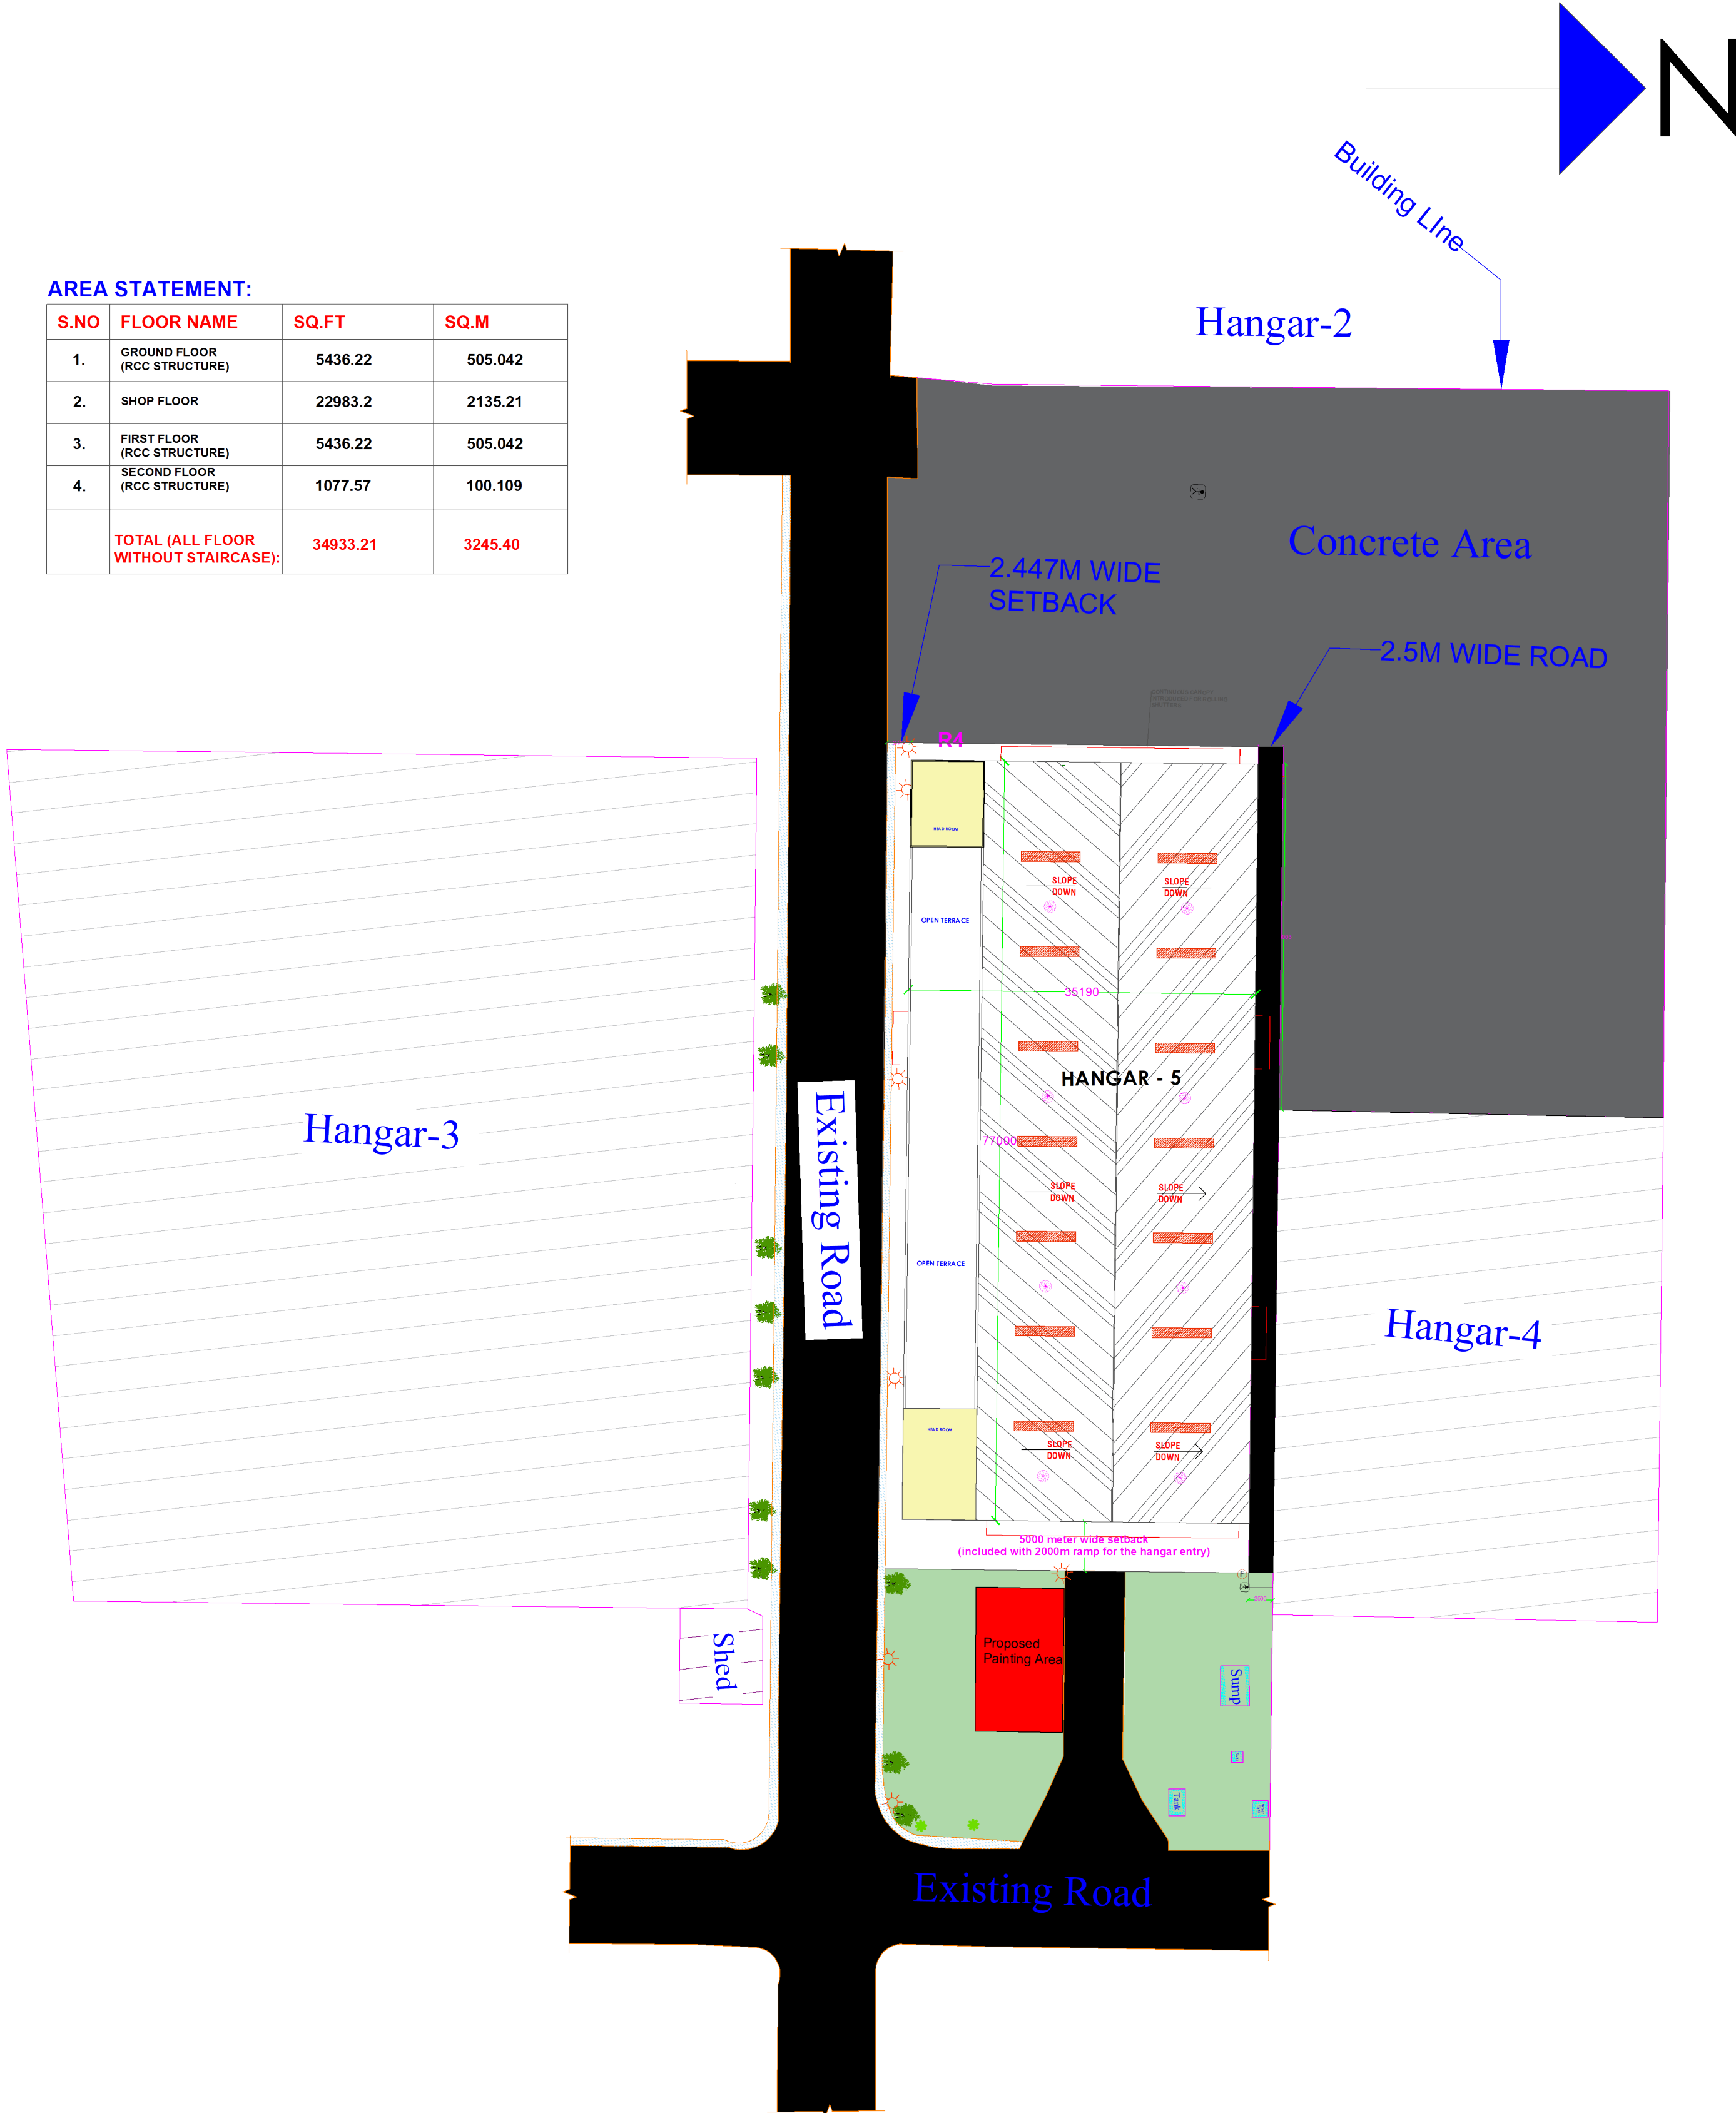 N
Building LIne
Hangar-2
AREA STATEMENT:
S.NO FLOOR NAME SQ.FT SQ.M
1. GROUND FLOOR (RCC STRUCTURE) 5436.22 505.042
2. SHOP FLOOR 22983.2 2135.21
3. FIRST FLOOR (RCC STRUCTURE) 5436.22 505.042
4. SECOND FLOOR (RCC STRUCTURE) 1077.57 100.109
TOTAL (ALL FLOOR WITHOUT STAIRCASE): 34933.21 3245.40
Concrete Area
2.447M WIDE
SETBACK
2.5M WIDE ROAD
R4
HEAD ROOM
SLOPE
DOWN
SLOPE
DOWN
OPEN TERRACE
35190
HANGAR - 5
Hangar-3
Existing Road
77000
SLOPE
DOWN
SLOPE
DOWN
OPEN TERRACE
Hangar-4
HEAD ROOM
SLOPE
DOWN
SLOPE
DOWN
5000 meter wide setback
(included with 2000m ramp for the hangar entry)
2500
Shed
Proposed
Painting Area
Sump
Tank
Existing Road